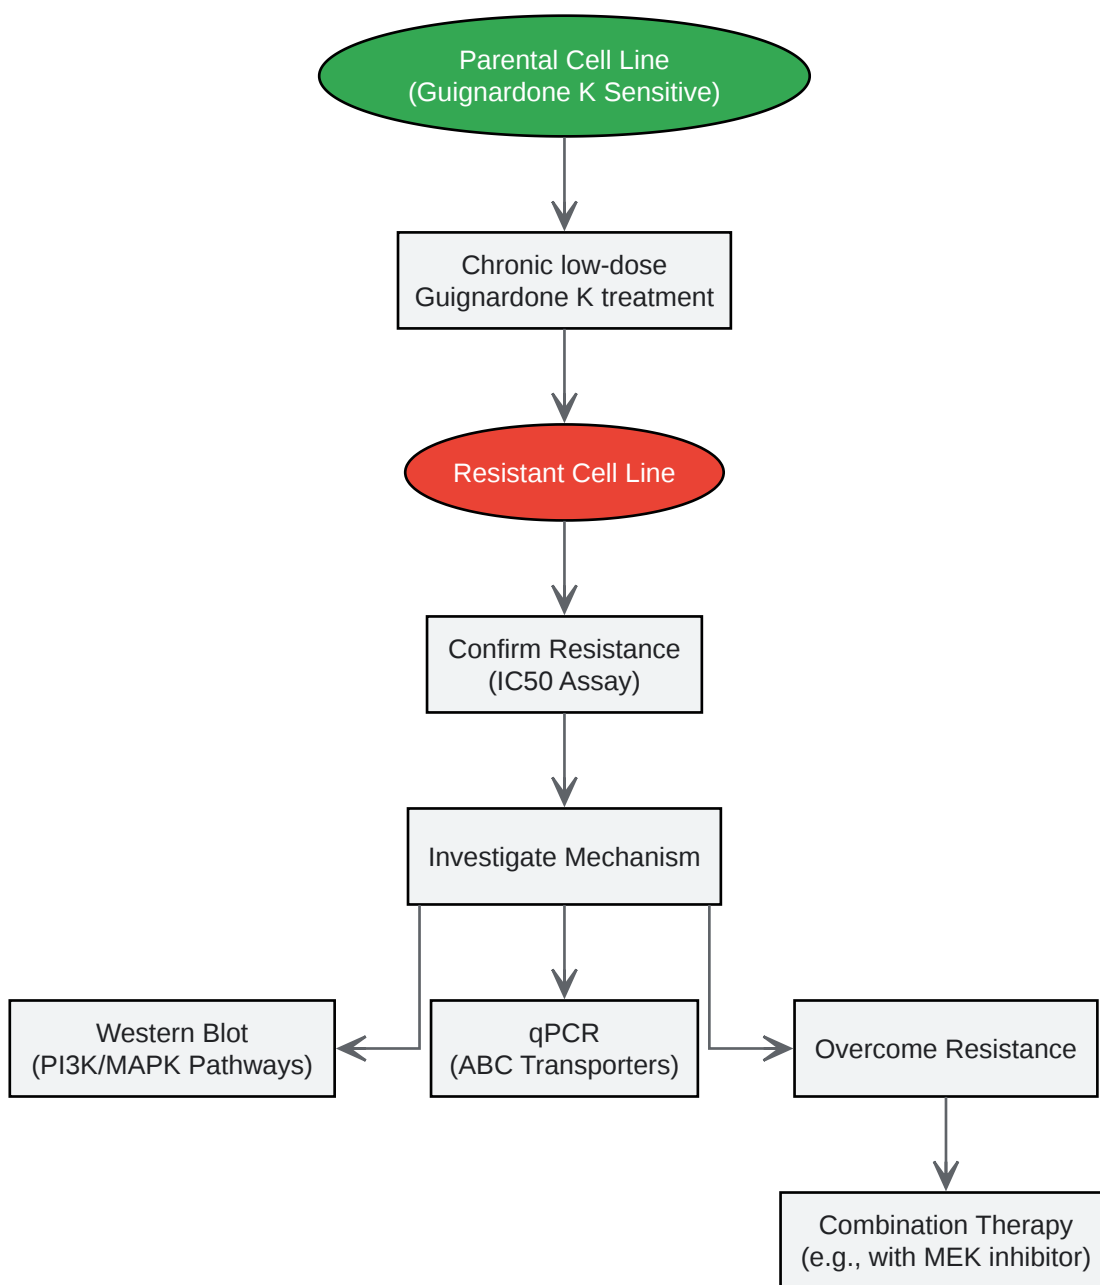 Parental Cell Line
(Guignardone K Sensitive)
Chronic low-dose
Guignardone K treatment
Resistant Cell Line
Confirm Resistance
(IC50 Assay)
Investigate Mechanism
Western Blot
(PI3K/MAPK Pathways)
qPCR
(ABC Transporters)
Overcome Resistance
Combination Therapy
(e.g., with MEK inhibitor)